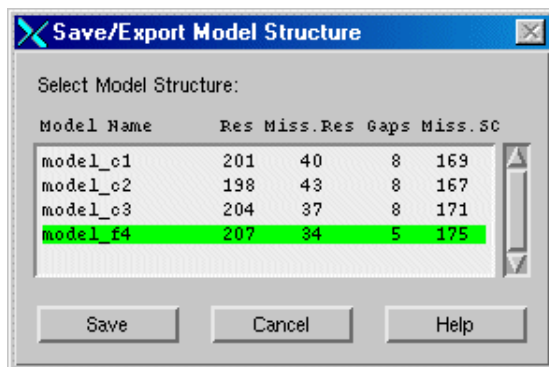 Save/Export Model Structure
Select Model Structure:
Model Name Res Miss.Res Gaps Miss.SC
model_c1 201 40 8 169
model_c2 198 43 8 167
model_c3 204 37 8 171
model_f4 207 34 5 175
Save Cancel Help